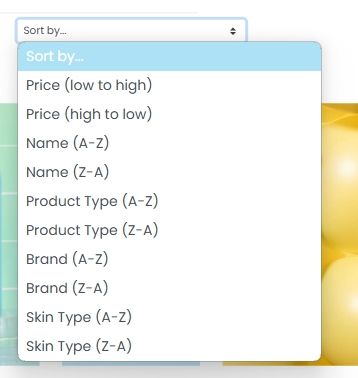 Sort by...
Sort by...
Price (low to high)
Price (high to low)
Name (A-Z)
Name (Z-A)
Product Type (A-Z)
Product Type (Z-A)
Brand (A-Z)
Brand (Z-A)
Skin Type (A-Z)
Skin Type (Z-A)